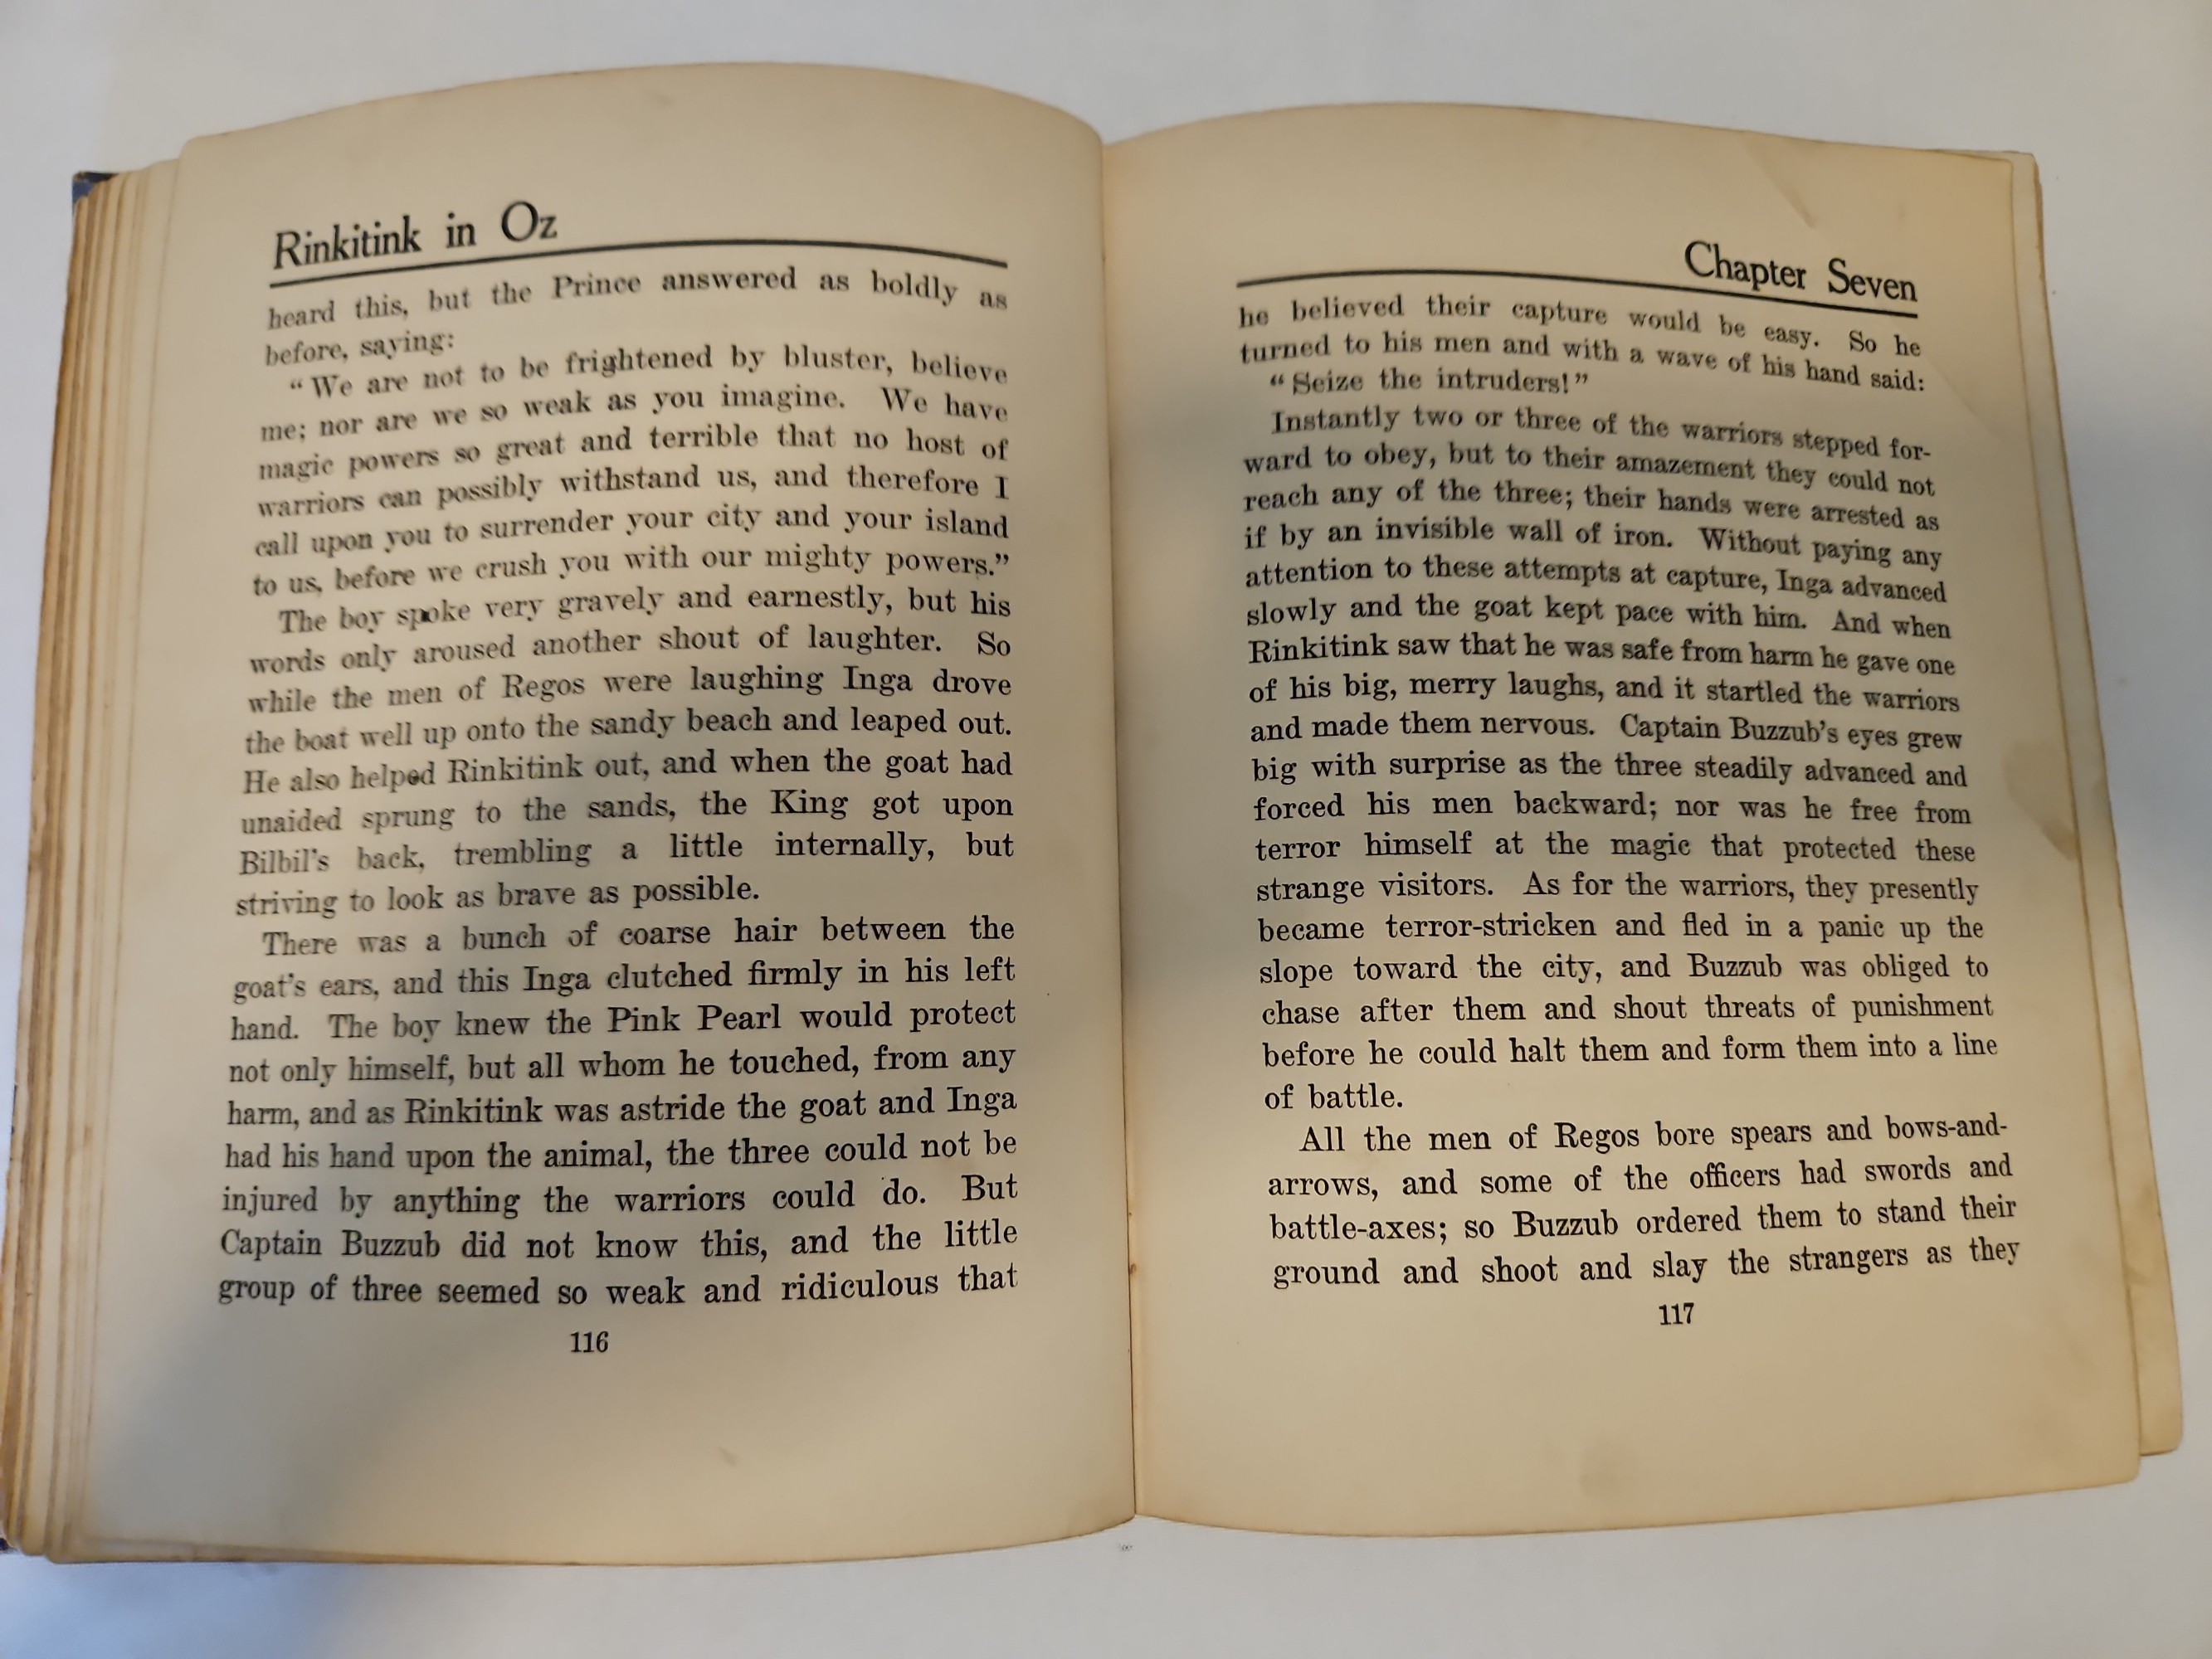 Rinkitink in Oz
heard this, but the Prince answered as boldly as
before, saying:
“We are not to be frightened by bluster, believe
me; nor are we so weak as you imagine. We have
magic powers so great and terrible that no host of
warriors can possibly withstand us, and therefore I
call upon you to surrender your city and your island
to us, before we crush you with our mighty powers.”
The boy spoke very gravely and earnestly, but his
words only aroused another shout of laughter. So
while the men of Regos were laughing Inga drove
the boat well up onto the sandy beach and leaped out.
He also helped Rinkitink out, and when the goat had
unaided sprung to the sands, the King got upon
Bilbil’s back, trembling a little internally, but
striving to look as brave as possible.
There was a bunch of coarse hair between the
goat’s ears, and this Inga clutched firmly in his left
hand. The boy knew the Pink Pearl would protect
not only himself, but all whom he touched, from any
harm, and as Rinkitink was astride the goat and Inga
had his hand upon the animal, the three could not be
injured by anything the warriors could do. But
Captain Buzzub did not know this, and the little
group of three seemed so weak and ridiculous that
116
Chapter Seven
he believed their capture would be easy. So he
turned to his men and with a wave of his hand said:
“Seize the intruders!”
Instantly two or three of the warriors stepped for-
ward to obey, but to their amazement they could not
reach any of the three; their hands were arrested as
if by an invisible wall of iron. Without paying any
attention to these attempts at capture, Inga advanced
slowly and the goat kept pace with him. And when
Rinkitink saw that he was safe from harm he gave one
of his big, merry laughs, and it startled the warriors
and made them nervous. Captain Buzzub’s eyes grew
big with surprise as the three steadily advanced and
forced his men backward; nor was he free from
terror himself at the magic that protected these
strange visitors. As for the warriors, they presently
became terror-stricken and fled in a panic up the
slope toward the city, and Buzzub was obliged to
chase after them and shout threats of punishment
before he could halt them and form them into a line
of battle.
All the men of Regos bore spears and bows-and-
arrows, and some of the officers had swords and
battle-axes; so Buzzub ordered them to stand their
ground and shoot and slay the strangers as they
117